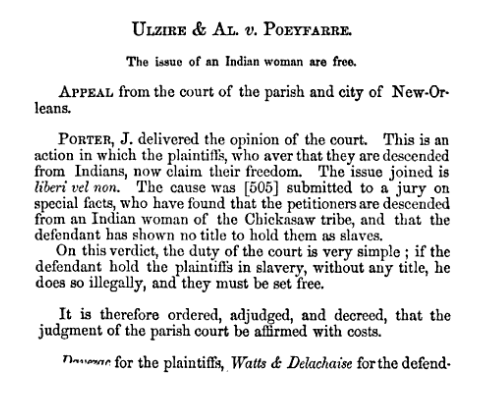 ULZIRE & AL. v. POEYFARRE.
The issue of an Indian woman are free.
APPEAL from the court of the parish and city of New-Or-
leans.
PORTER, J. delivered the opinion of the court. This is an
action in which the plaintiffs, who aver that they are descended
from Indians, now claim their freedom. The issue joined is
liberi vel non. The cause was [505] submitted to a jury on
special facts, who have found that the petitioners are descended
from an Indian woman of the Chickasaw tribe, and that the
defendant has shown no title to hold them as slaves.
On this verdict, the duty of the court is very simple ; if the
defendant hold the plaintiffs in slavery, without any title, he
does so illegally, and they must be set free.
It is therefore ordered, adjudged, and decreed, that the
judgment of the parish court be affirmed with costs.
for the plaintiffs, Watts & Delachaise for the defend-